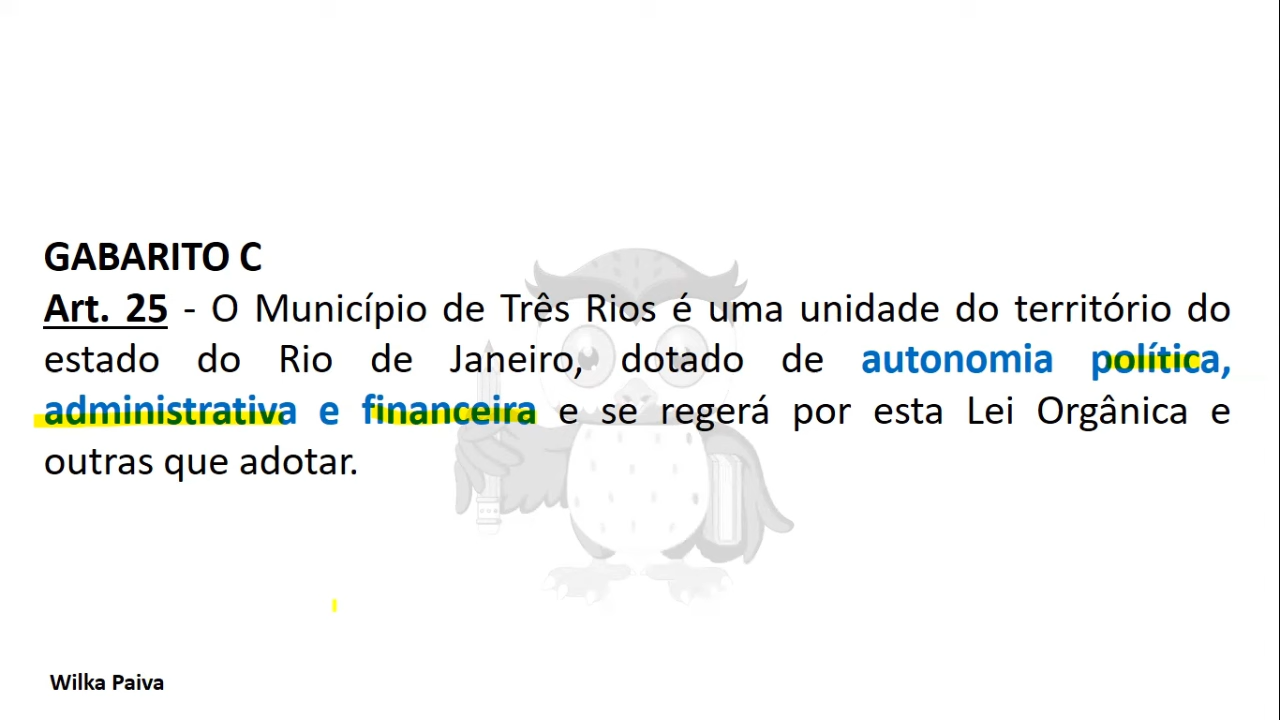 GABARITO C
Art. 25 - O Município de Três Rios é uma unidade do território do
estado do Rio de Janeiro, dotado de autonomia política,
administrativa e financeira e se regerá por esta Lei Orgânica e
outras que adotar.
Wilka Paiva